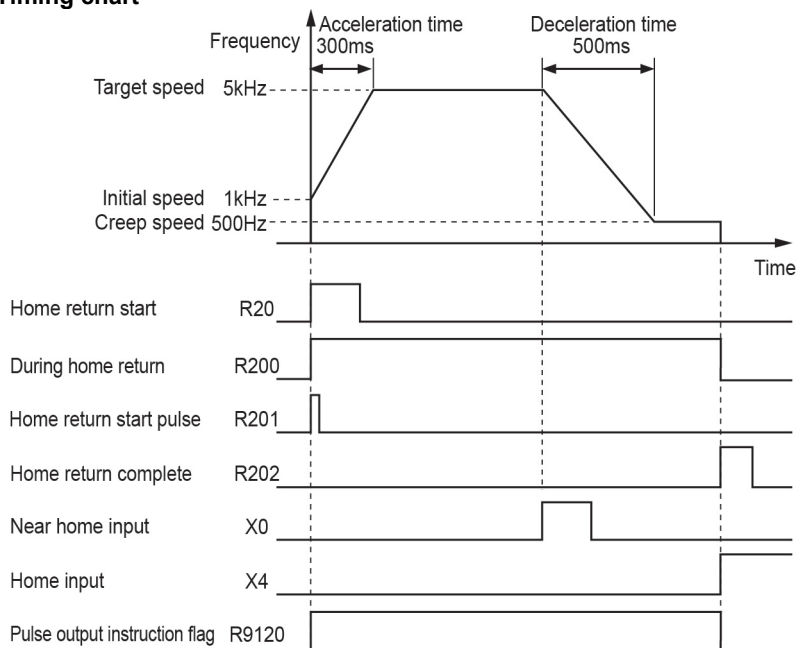 Timing chart
Acceleration time
Deceleration time
Frequency
300ms
500ms
Target speed 5kHz
Initial speed 1kHz
Creep speed 500Hz
Time
Home return start R20
During home return R200
Home return start pulse R201
Home return complete R202
Near home input X0
Home input X4
Pulse output instruction flag R9120